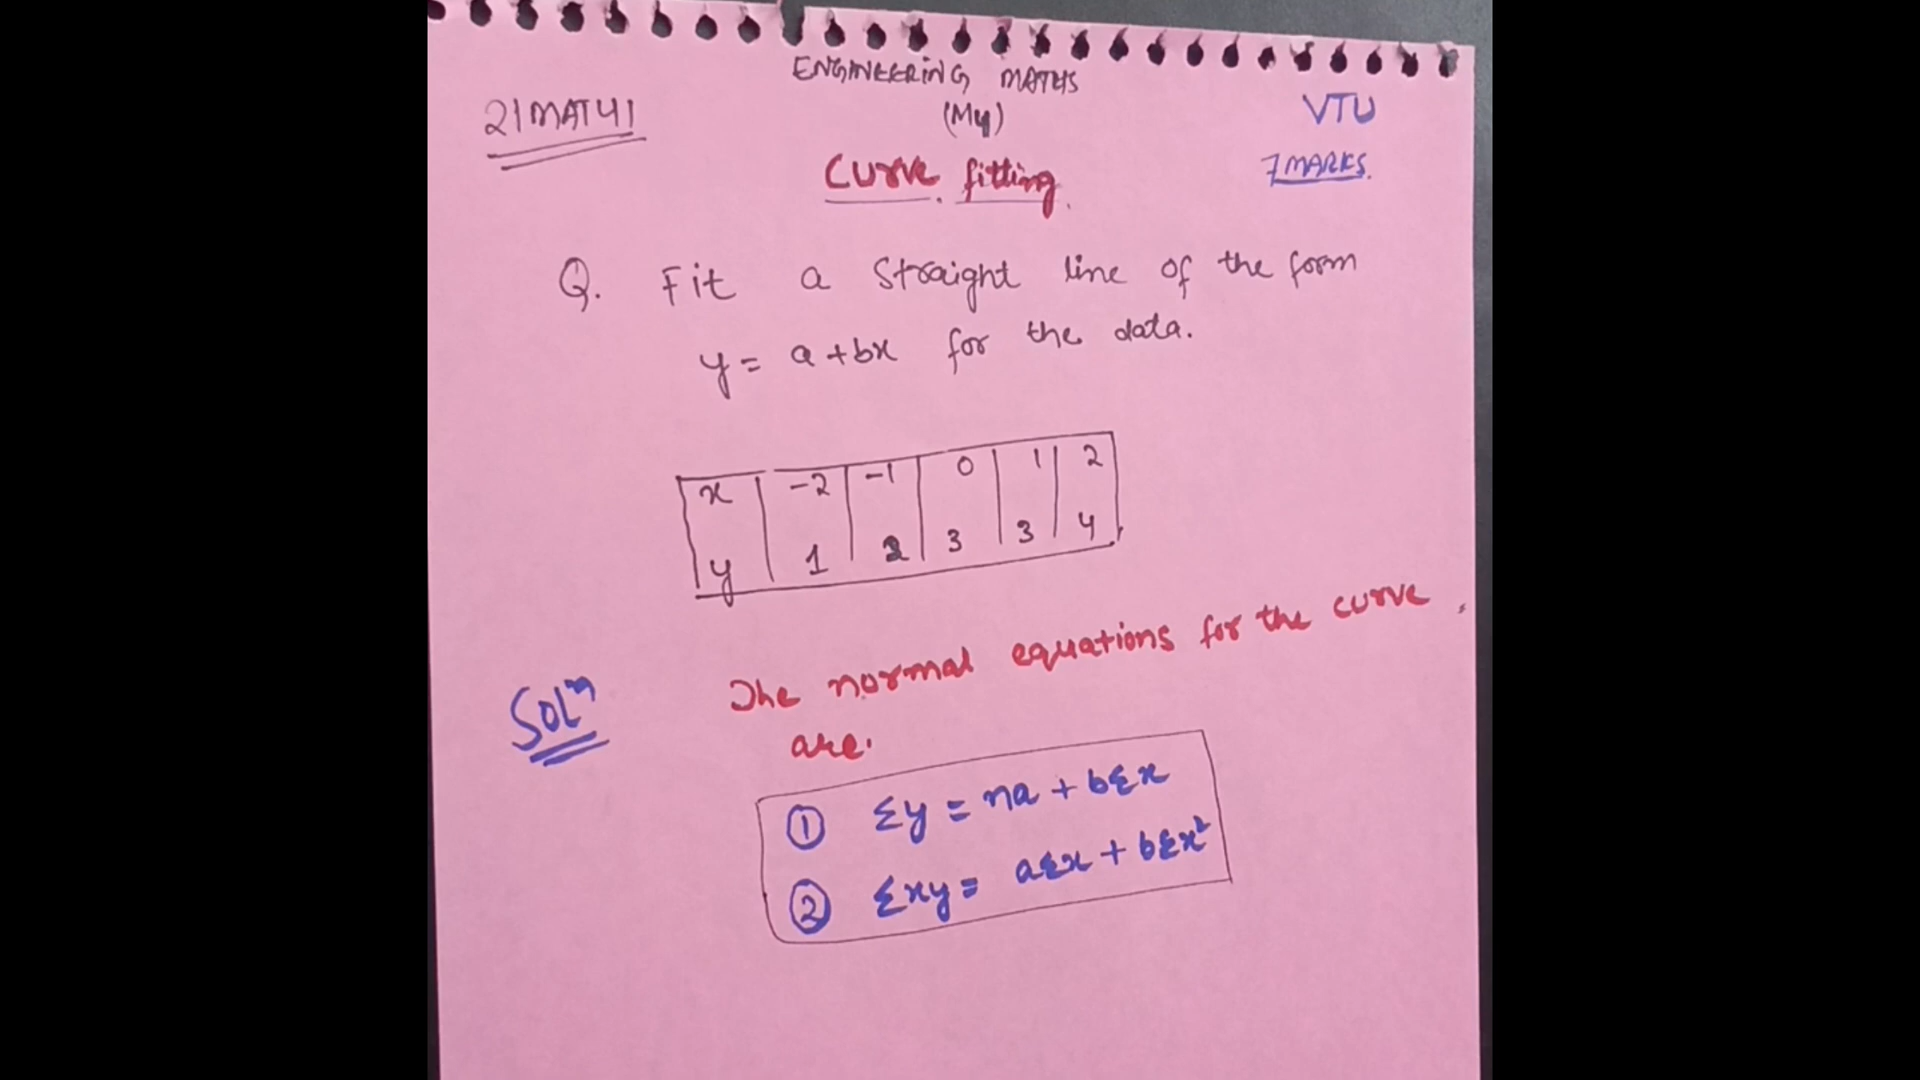 ENGINEERING MATHS
21MAT41
(M4)
VTU
7 MARKS.
Curve fitting.
Q. Fit a straight line of the form
y = a + bx for the data.
x -2 -1 0 1 2
y 1 2 3 3 4
Soln The normal equations for the curve,
are.
① Σy = na + bΣx
② Σxy = aΣx + bΣx²